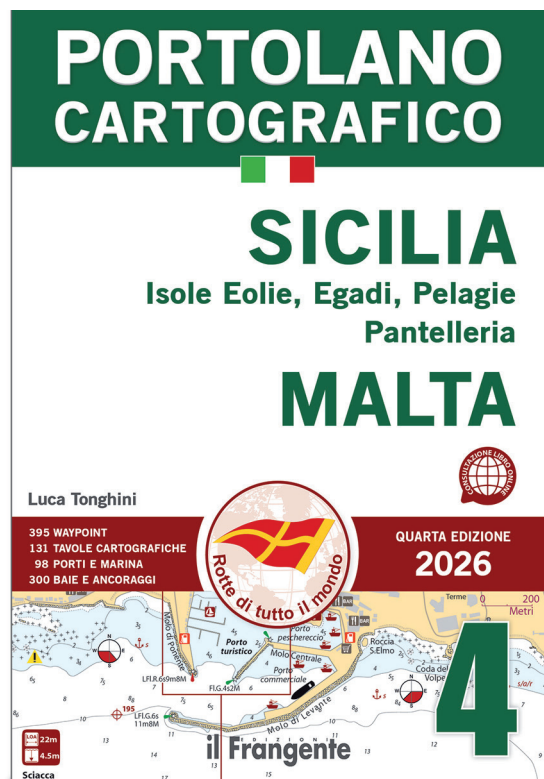 PORTOLANO
CARTOGRAFICO
SICILIA
Isole Eolie, Egadi, Pelagie
Pantelleria
MALTA
CONSULTAZIONE LIBRO ONLINE
Luca Tonghini
395 WAYPOINT
131 TAVOLE CARTOGRAFICHE
98 PORTI E MARINA
300 BAIE E ANCORAGGI
Rotte di tutto il mondo
QUARTA EDIZIONE
2026
Terme
0 200
Metri
BAR
BAR
Molo di Ponente
Porto
turistico
Porto
peschereccio
Molo Centrale
Roccia
S.Elmo
Coda del
Volpe
Porto
commerciale
LFl.R.6s9m8M
Fl.G.4s2M
LFl.G.6s
11m8M
195
Molo di Levante
s/a/r
4
LOA 22m
4.5m
EDIZIONI
il Frangente
Sciacca